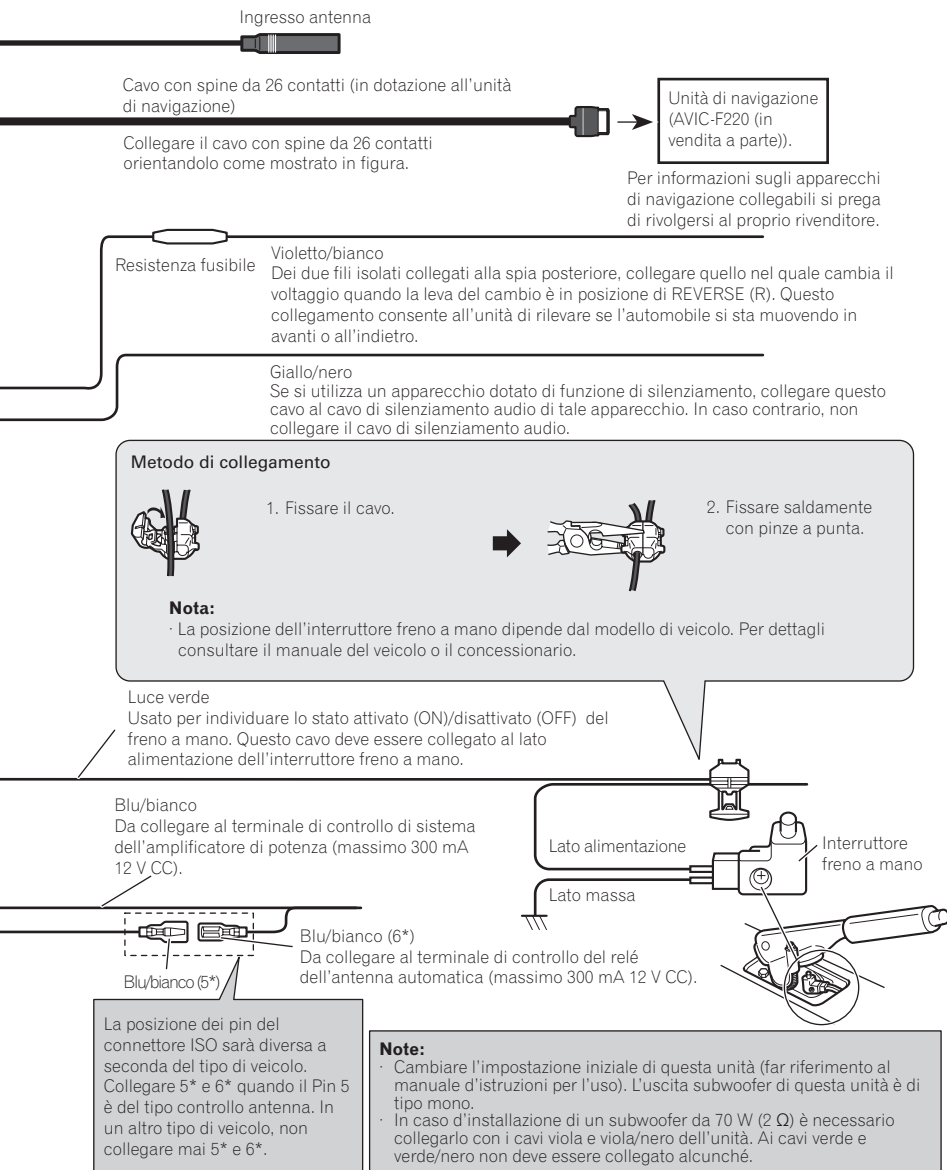 Ingresso antenna
Cavo con spine da 26 contatti (in dotazione all'unità
di navigazione)
Collegare il cavo con spine da 26 contatti
orientandolo come mostrato in figura.
Unità di navigazione
(AVIC-F220 (in
vendita a parte)).
Per informazioni sugli apparecchi
di navigazione collegabili si prega
di rivolgersi al proprio rivenditore.
Resistenza fusibile
Violetto/bianco
Dei due fili isolati collegati alla spia posteriore, collegare quello nel quale cambia il
voltaggio quando la leva del cambio è in posizione di REVERSE (R). Questo
collegamento consente all'unità di rilevare se l'automobile si sta muovendo in
avanti o all'indietro.
Giallo/nero
Se si utilizza un apparecchio dotato di funzione di silenziamento, collegare questo
cavo al cavo di silenziamento audio di tale apparecchio. In caso contrario, non
collegare il cavo di silenziamento audio.
Metodo di collegamento
1. Fissare il cavo.
2. Fissare saldamente
con pinze a punta.
Nota:
· La posizione dell'interruttore freno a mano dipende dal modello di veicolo. Per dettagli
consultare il manuale del veicolo o il concessionario.
Luce verde
Usato per individuare lo stato attivato (ON)/disattivato (OFF) del
freno a mano. Questo cavo deve essere collegato al lato
alimentazione dell'interruttore freno a mano.
Blu/bianco
Da collegare al terminale di controllo di sistema
dell'amplificatore di potenza (massimo 300 mA
12 V CC).
Lato alimentazione
Interruttore
freno a mano
Lato massa
Blu/bianco (6*)
Da collegare al terminale di controllo del relé
dell'antenna automatica (massimo 300 mA 12 V CC).
Blu/bianco (5*)
La posizione dei pin del
connettore ISO sarà diversa a
seconda del tipo di veicolo.
Collegare 5* e 6* quando il Pin 5
è del tipo controllo antenna. In
un altro tipo di veicolo, non
collegare mai 5* e 6*.
Note:
· Cambiare l'impostazione iniziale di questa unità (far riferimento al
manuale d'istruzioni per l'uso). L'uscita subwoofer di questa unità è di
tipo mono.
· In caso d'installazione di un subwoofer da 70 W (2 Ω) è necessario
collegarlo con i cavi viola e viola/nero dell'unità. Ai cavi verde e
verde/nero non deve essere collegato alcunché.